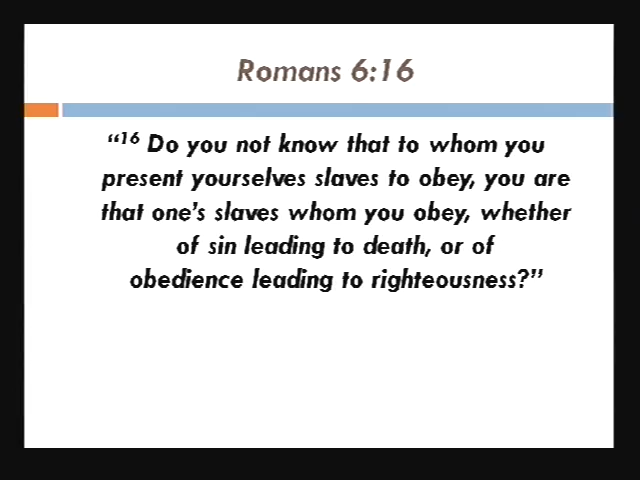 Romans 6:16
“16 Do you not know that to whom you
present yourselves slaves to obey, you are
that one’s slaves whom you obey, whether
of sin leading to death, or of
obedience leading to righteousness?”